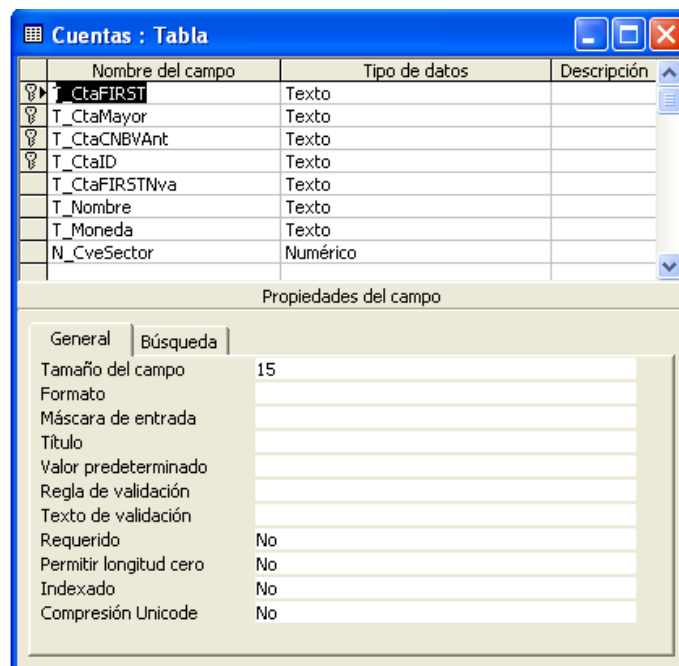 Cuentas : Tabla
Nombre del campo Tipo de datos Descripción
T_CtaFIRST Texto
T_CtaMayor Texto
T_CtaCNBVAnt Texto
T_CtaID Texto
T_CtaFIRSTNva Texto
T_Nombre Texto
T_Moneda Texto
N_CveSector Numérico
Propiedades del campo
General Búsqueda
Tamaño del campo 15
Formato
Máscara de entrada
Título
Valor predeterminado
Regla de validación
Texto de validación
Requerido No
Permitir longitud cero No
Indexado No
Compresión Unicode No